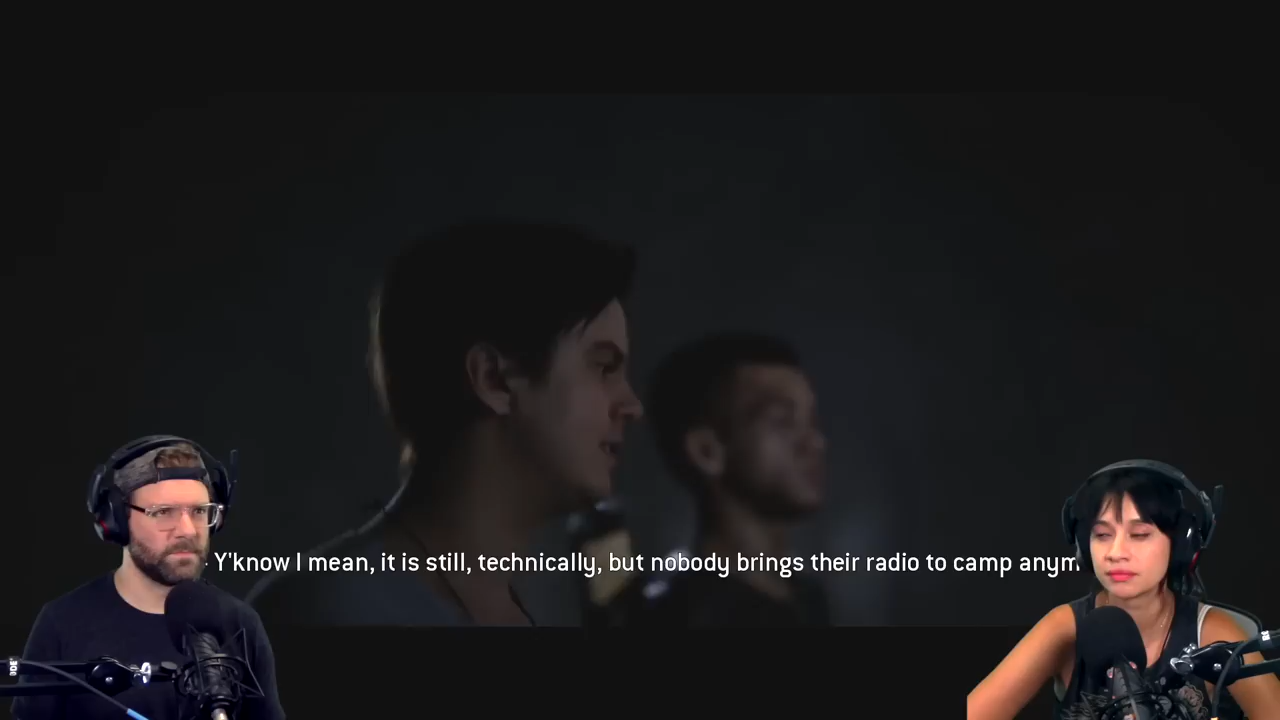 Y'know I mean, it is still, technically, but nobody brings their radio to camp anym